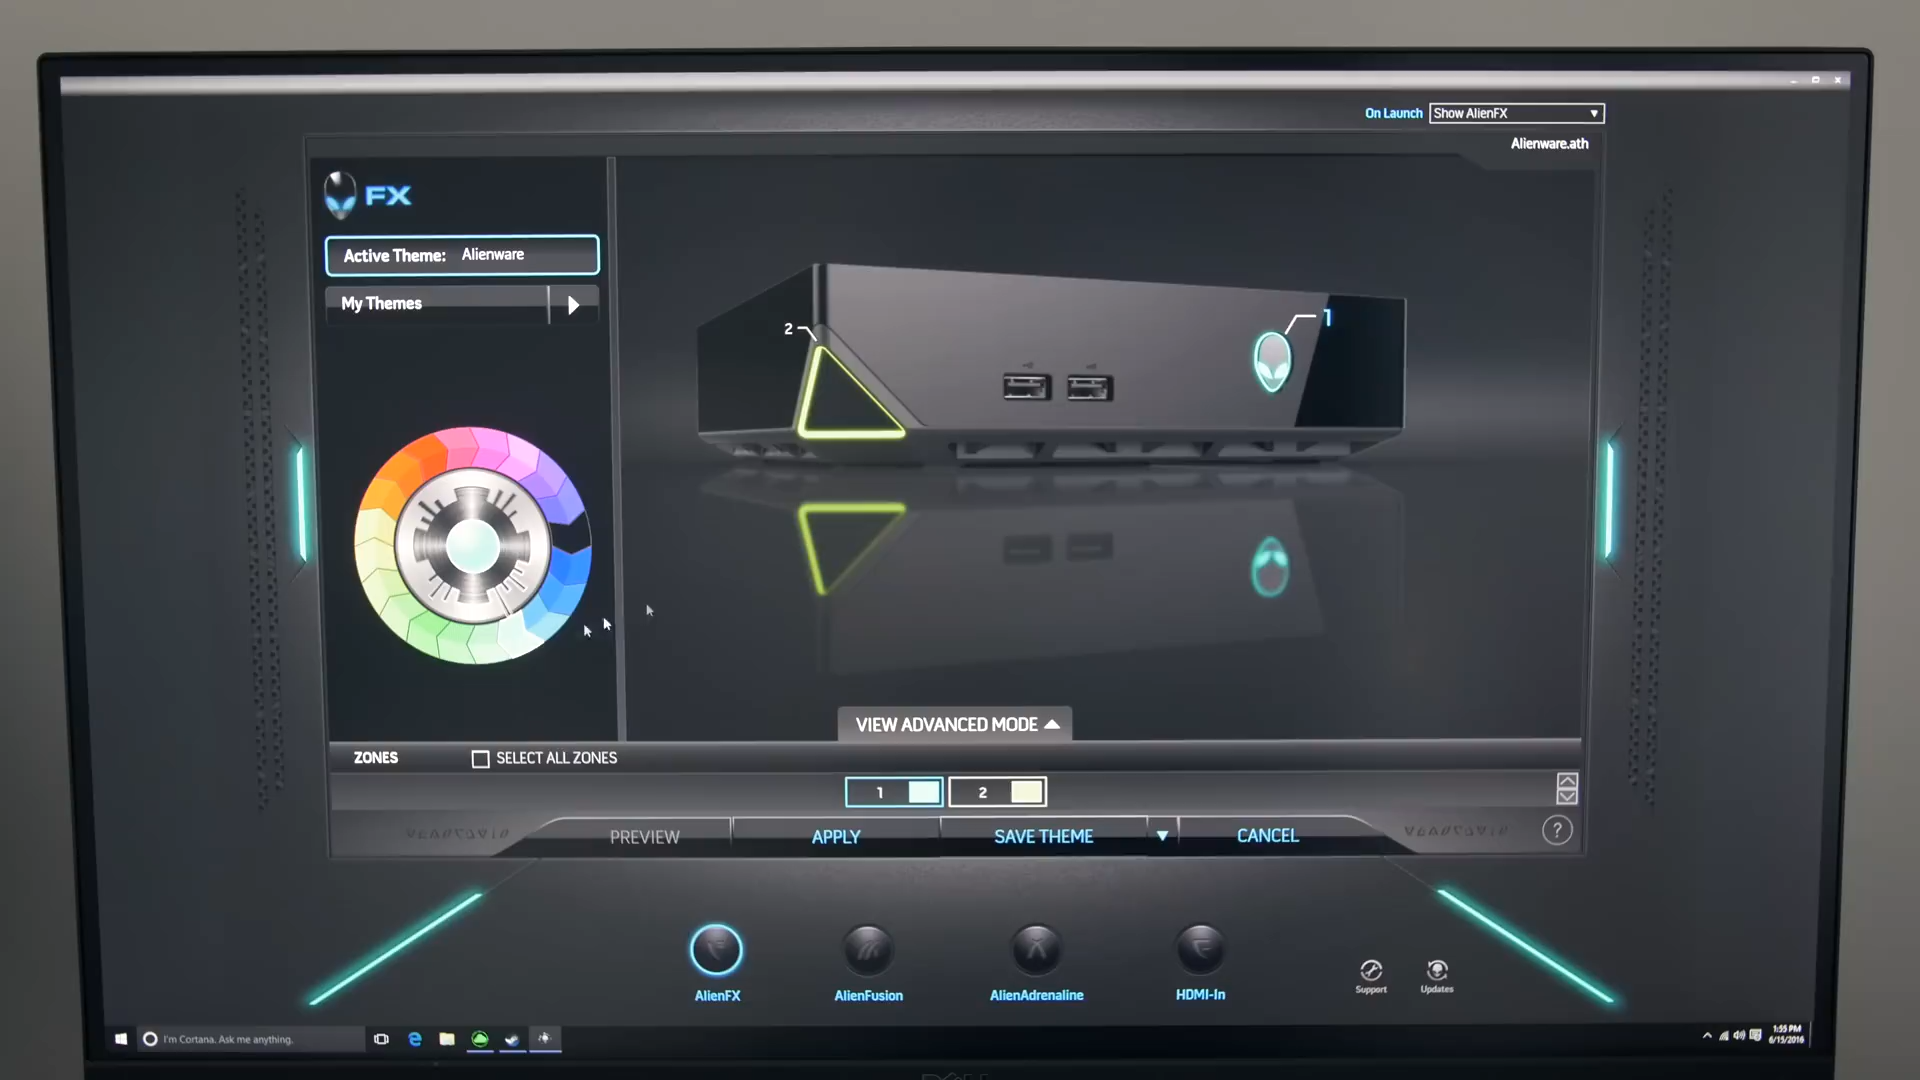 On Launch Show AlienFX
Alienware.ath
FX
Active Theme: Alienware
My Themes
2
1
VIEW ADVANCED MODE
ZONES SELECT ALL ZONES
1 2
PREVIEW APPLY SAVE THEME CANCEL ?
AlienFX AlienFusion AlienAdrenaline HDMI-In
Support Updates
I'm Cortana. Ask me anything.
1:55 PM
6/15/2016